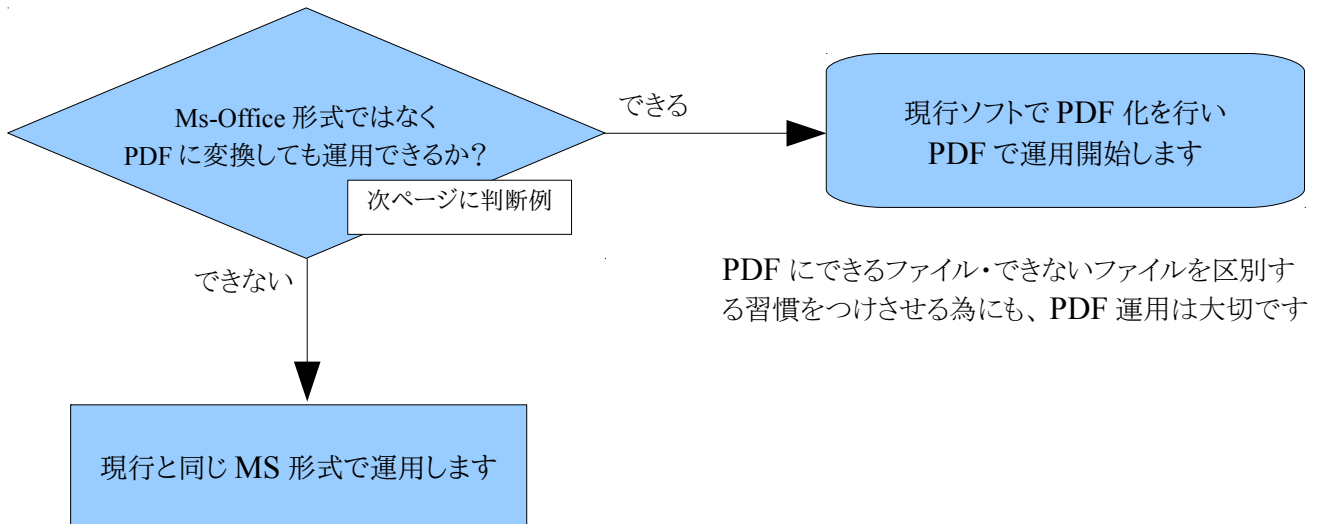 Ms-Office 形式ではなく
PDF に変換しても運用できるか？
次ページに判断例
できる
現行ソフトで PDF 化を行い
PDF で運用開始します
できない
PDF にできるファイル・できないファイルを区別す
る習慣をつけさせる為にも、PDF 運用は大切です
現行と同じ MS 形式で運用します